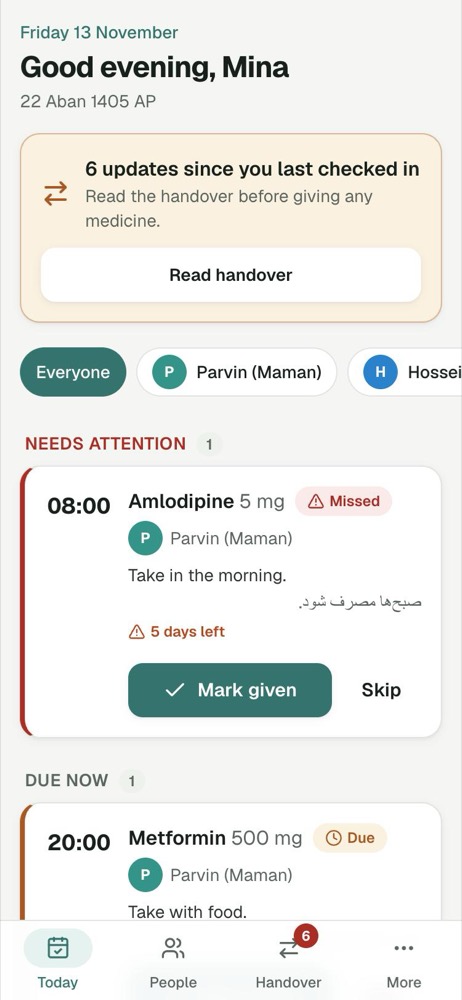 Friday 13 November
Good evening, Mina
22 Aban 1405 AP
6 updates since you last checked in
Read the handover before giving any
medicine.
Read handover
Everyone
P Parvin (Maman)
H Hossei
NEEDS ATTENTION 1
08:00
Amlodipine 5 mg
Missed
P Parvin (Maman)
Take in the morning.
صبح‌ها مصرف شود.
5 days left
Mark given
Skip
DUE NOW 1
20:00
Metformin 500 mg
Due
P Parvin (Maman)
Take with food.
6
Today
People
Handover
More